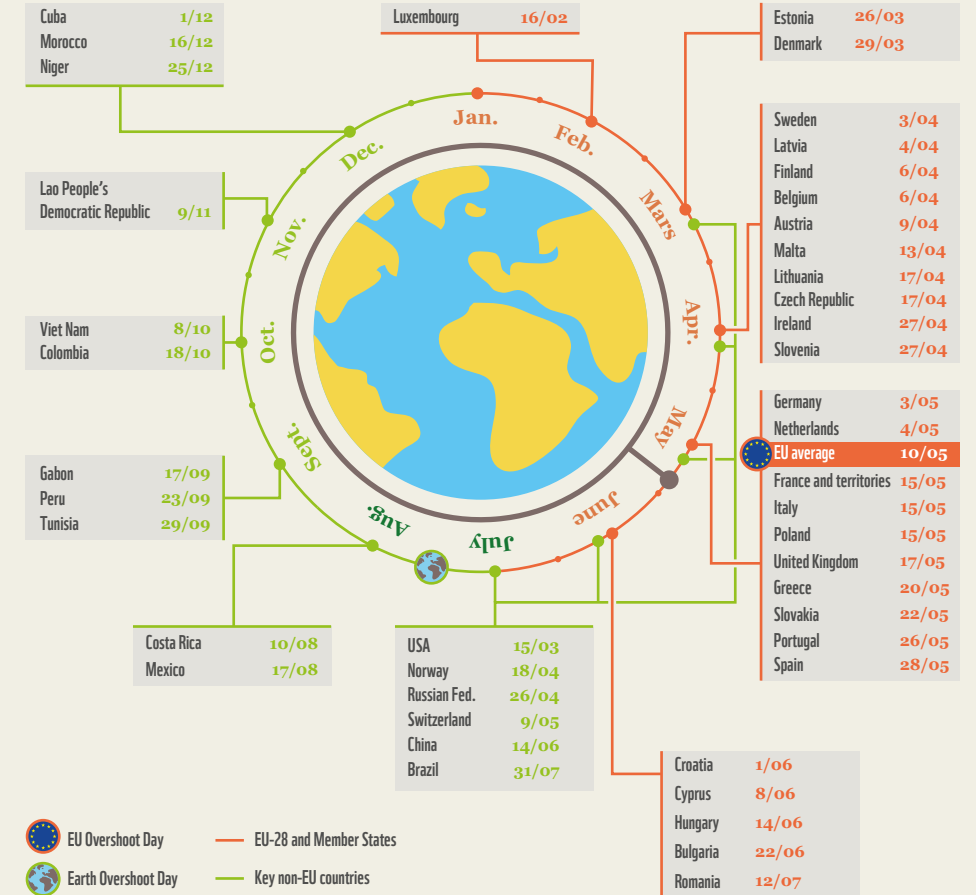 Cuba 1/12
Morocco 16/12
Niger 25/12
Luxembourg 16/02
Estonia 26/03
Denmark 29/03
Sweden 3/04
Latvia 4/04
Finland 6/04
Belgium 6/04
Austria 9/04
Malta 13/04
Lithuania 17/04
Czech Republic 17/04
Ireland 27/04
Slovenia 27/04
Germany 3/05
Netherlands 4/05
EU average 10/05
France and territories 15/05
Italy 15/05
Poland 15/05
United Kingdom 17/05
Greece 20/05
Slovakia 22/05
Portugal 26/05
Spain 28/05
Croatia 1/06
Cyprus 8/06
Hungary 14/06
Bulgaria 22/06
Romania 12/07
USA 15/03
Norway 18/04
Russian Fed. 26/04
Switzerland 9/05
China 14/06
Brazil 31/07
Costa Rica 10/08
Mexico 17/08
Gabon 17/09
Peru 23/09
Tunisia 29/09
Viet Nam 8/10
Colombia 18/10
Lao People's
Democratic Republic 9/11
Jan.
Feb.
Mars
Apr.
May
June
July
Aug.
Sept.
Oct.
Nov.
Dec.
EU Overshoot Day
EU-28 and Member States
Earth Overshoot Day
Key non-EU countries